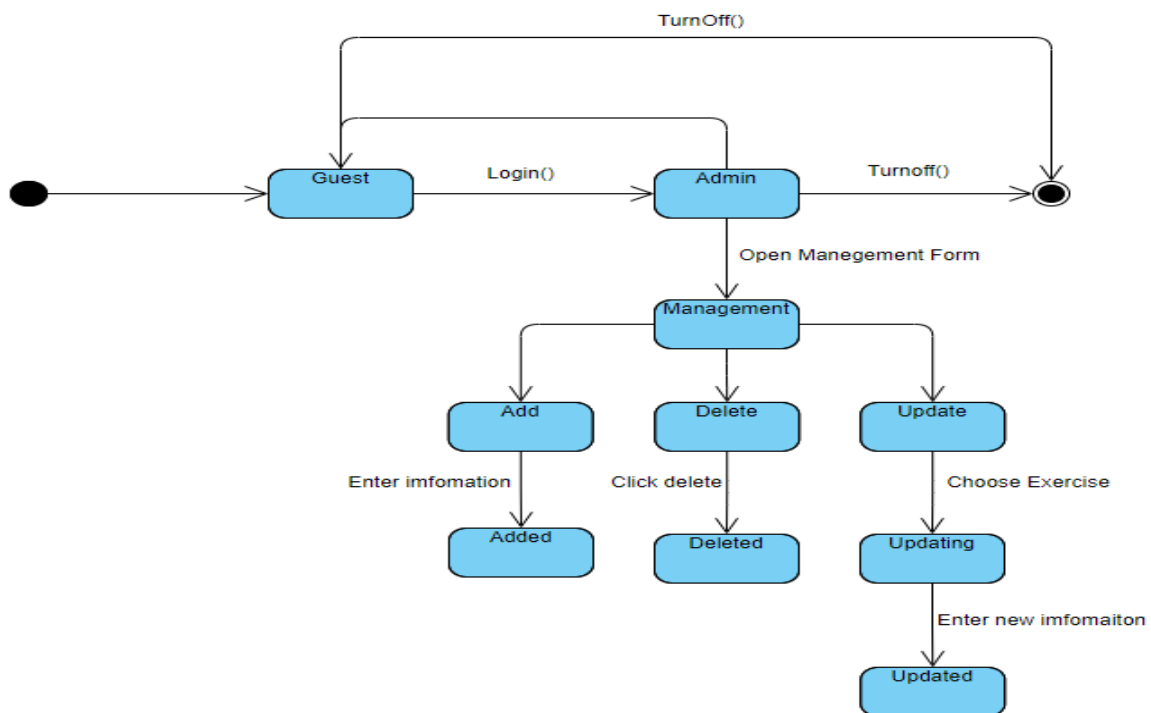 TurnOff()
Guest
Login()
Admin
Turnoff()
Open Manegement Form
Management
Add
Delete
Update
Enter imfomation
Click delete
Choose Exercise
Added
Deleted
Updating
Enter new imfomaiton
Updated